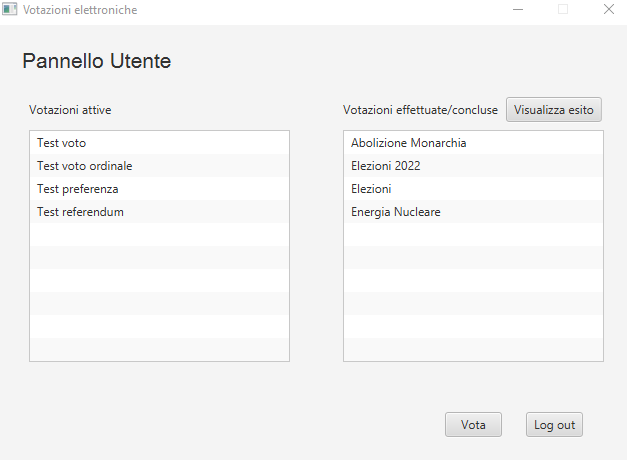 Votazioni elettroniche
Pannello Utente
Votazioni attive
Test voto
Test voto ordinale
Test preferenza
Test referendum
Votazioni effettuate/concluse
Visualizza esito
Abolizione Monarchia
Elezioni 2022
Elezioni
Energia Nucleare
Vota
Log out